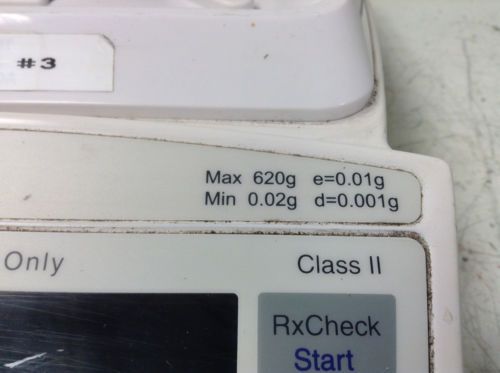 #3
Max 620g e=0.01g
Min 0.02g d=0.001g
Only
Class II
RxCheck
Start